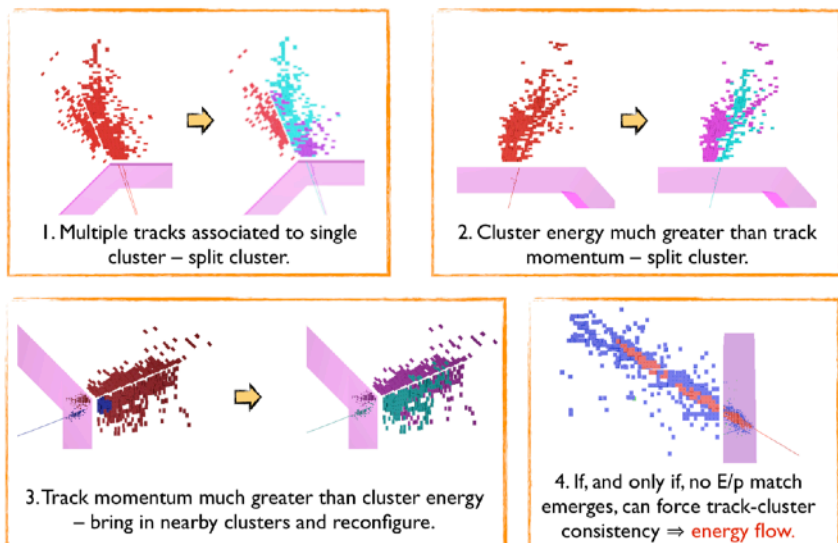 1. Multiple tracks associated to single
cluster – split cluster.
2. Cluster energy much greater than track
momentum – split cluster.
3. Track momentum much greater than cluster energy
– bring in nearby clusters and reconfigure.
4. If, and only if, no E/p match
emerges, can force track-cluster
consistency ⇒ energy flow.